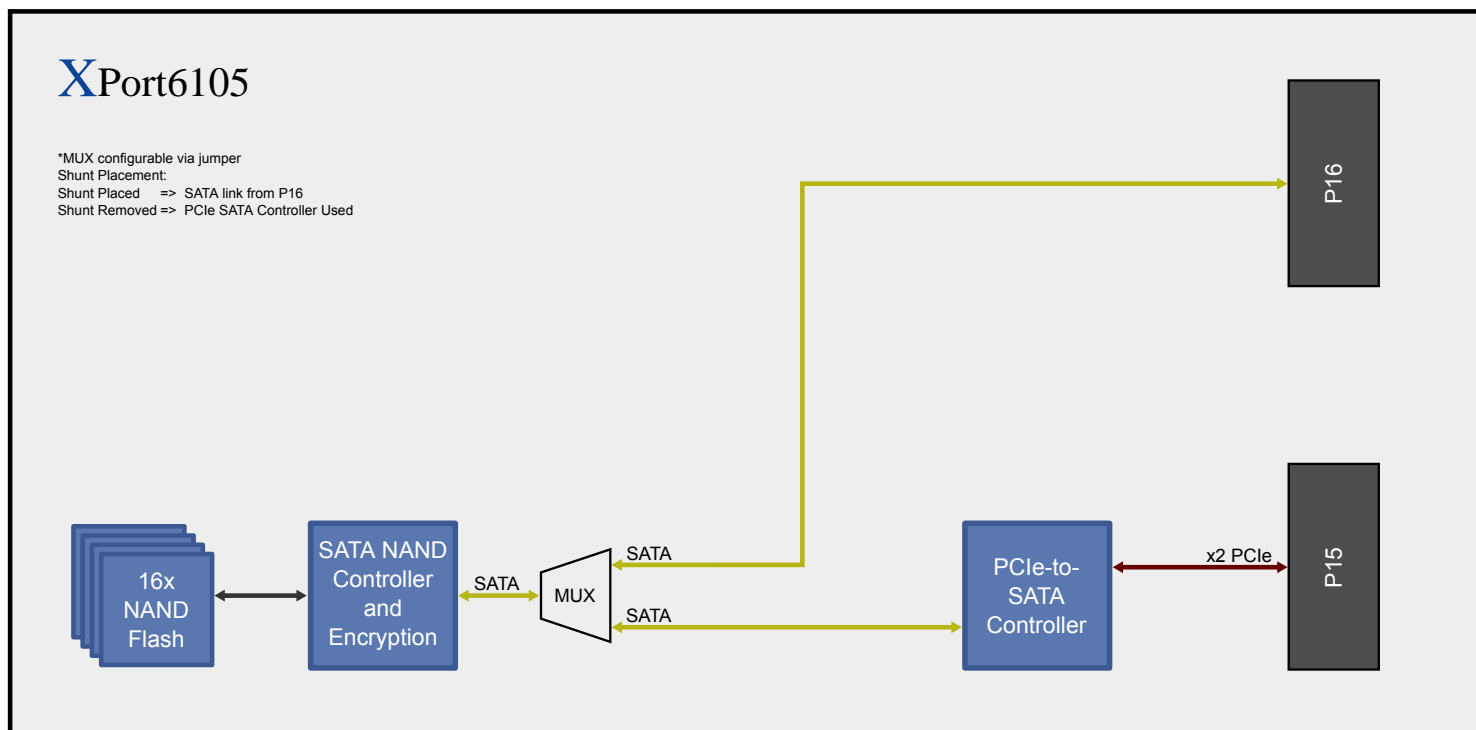 XPort6105
*MUX configurable via jumper
Shunt Placement:
Shunt Placed => SATA link from P16
Shunt Removed => PCIe SATA Controller Used
P16
16x
NAND
Flash
SATA NAND
Controller
and
Encryption
SATA
MUX
SATA
SATA
PCIe-to-
SATA
Controller
x2 PCIe
P15